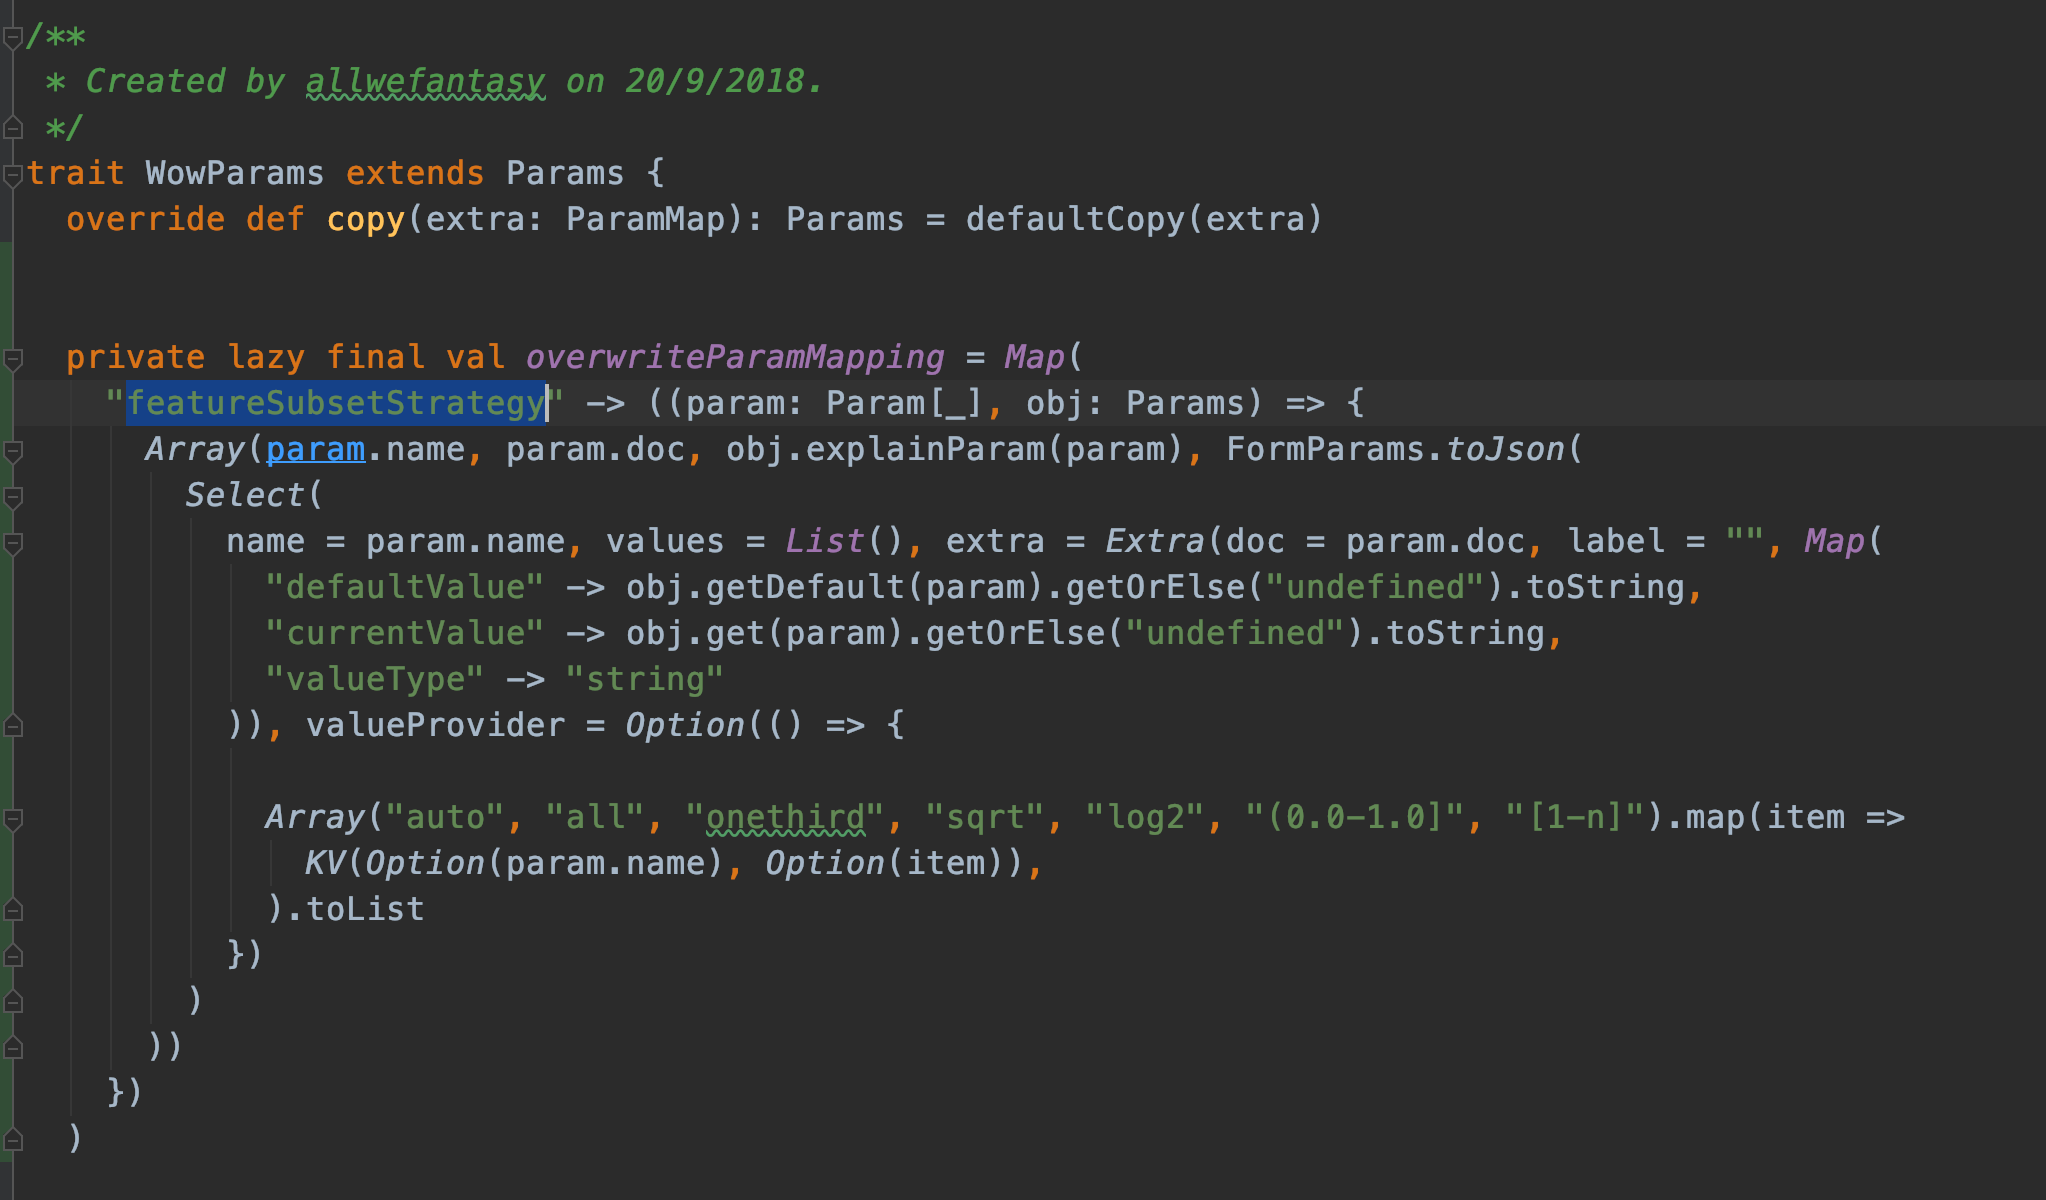 /**
 * Created by allwefantasy on 20/9/2018.
 */
trait WowParams extends Params {
  override def copy(extra: ParamMap): Params = defaultCopy(extra)
  private lazy final val overwriteParamMapping = Map(
    "featureSubsetStrategy" -> ((param: Param[_], obj: Params) => {
      Array(param.name, param.doc, obj.explainParam(param), FormParams.toJson(
        Select(
          name = param.name, values = List(), extra = Extra(doc = param.doc, label = "", Map(
            "defaultValue" -> obj.getDefault(param).getOrElse("undefined").toString,
            "currentValue" -> obj.get(param).getOrElse("undefined").toString,
            "valueType" -> "string"
          )), valueProvider = Option(() => {
            Array("auto", "all", "onethird", "sqrt", "log2", "(0.0-1.0]", "[1-n]").map(item =>
              KV(Option(param.name), Option(item)),
            ).toList
          })
        )
      ))
    })
  )